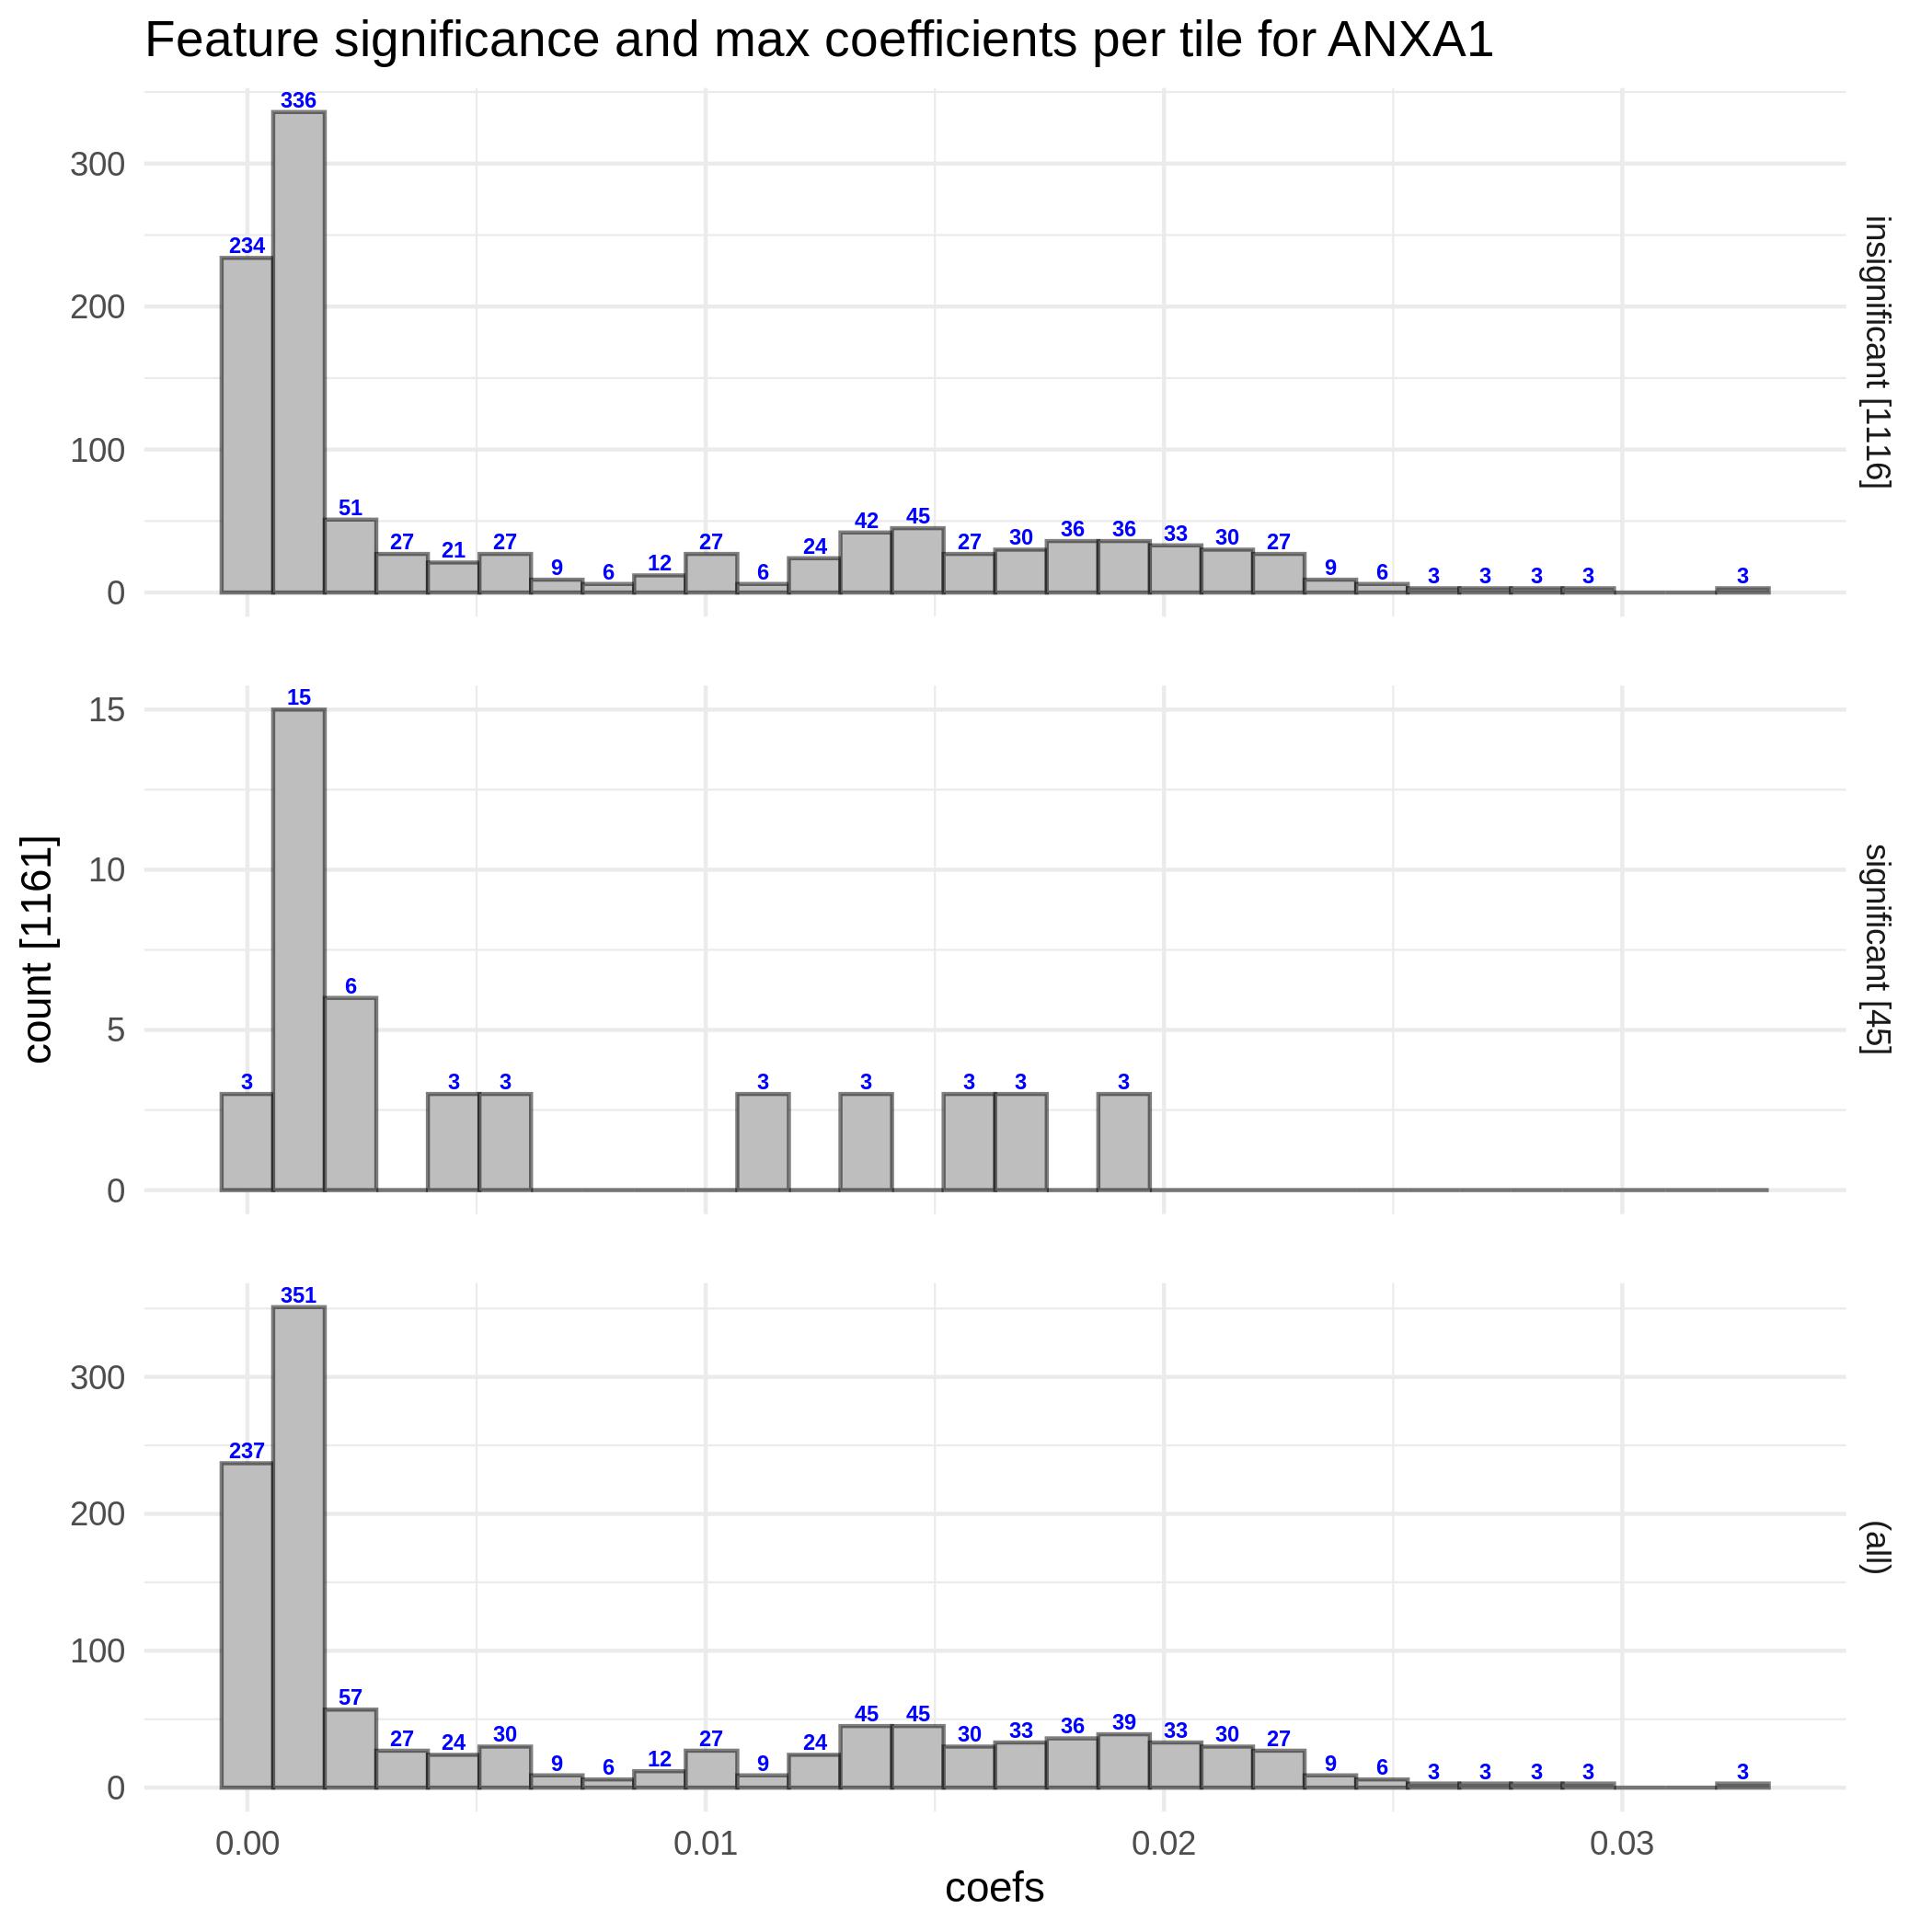 Feature significance and max coefficients per tile for ANXA1
336
300
234
200
insignificant [1116]
100
51 27 21 27 9 6 12 27 6 24 42 45 27 30 36 36 33 30 27 9 6 3 3 3 3 3
0
15
15
10
count [1161]
significant [45]
6
5
3 3 3 3 3 3 3 3
0
351
300
237
200
(all)
100
57 27 24 30 9 6 12 27 9 24 45 45 30 33 36 39 33 30 27 9 6 3 3 3 3 3
0
0.00 0.01 0.02 0.03
coefs